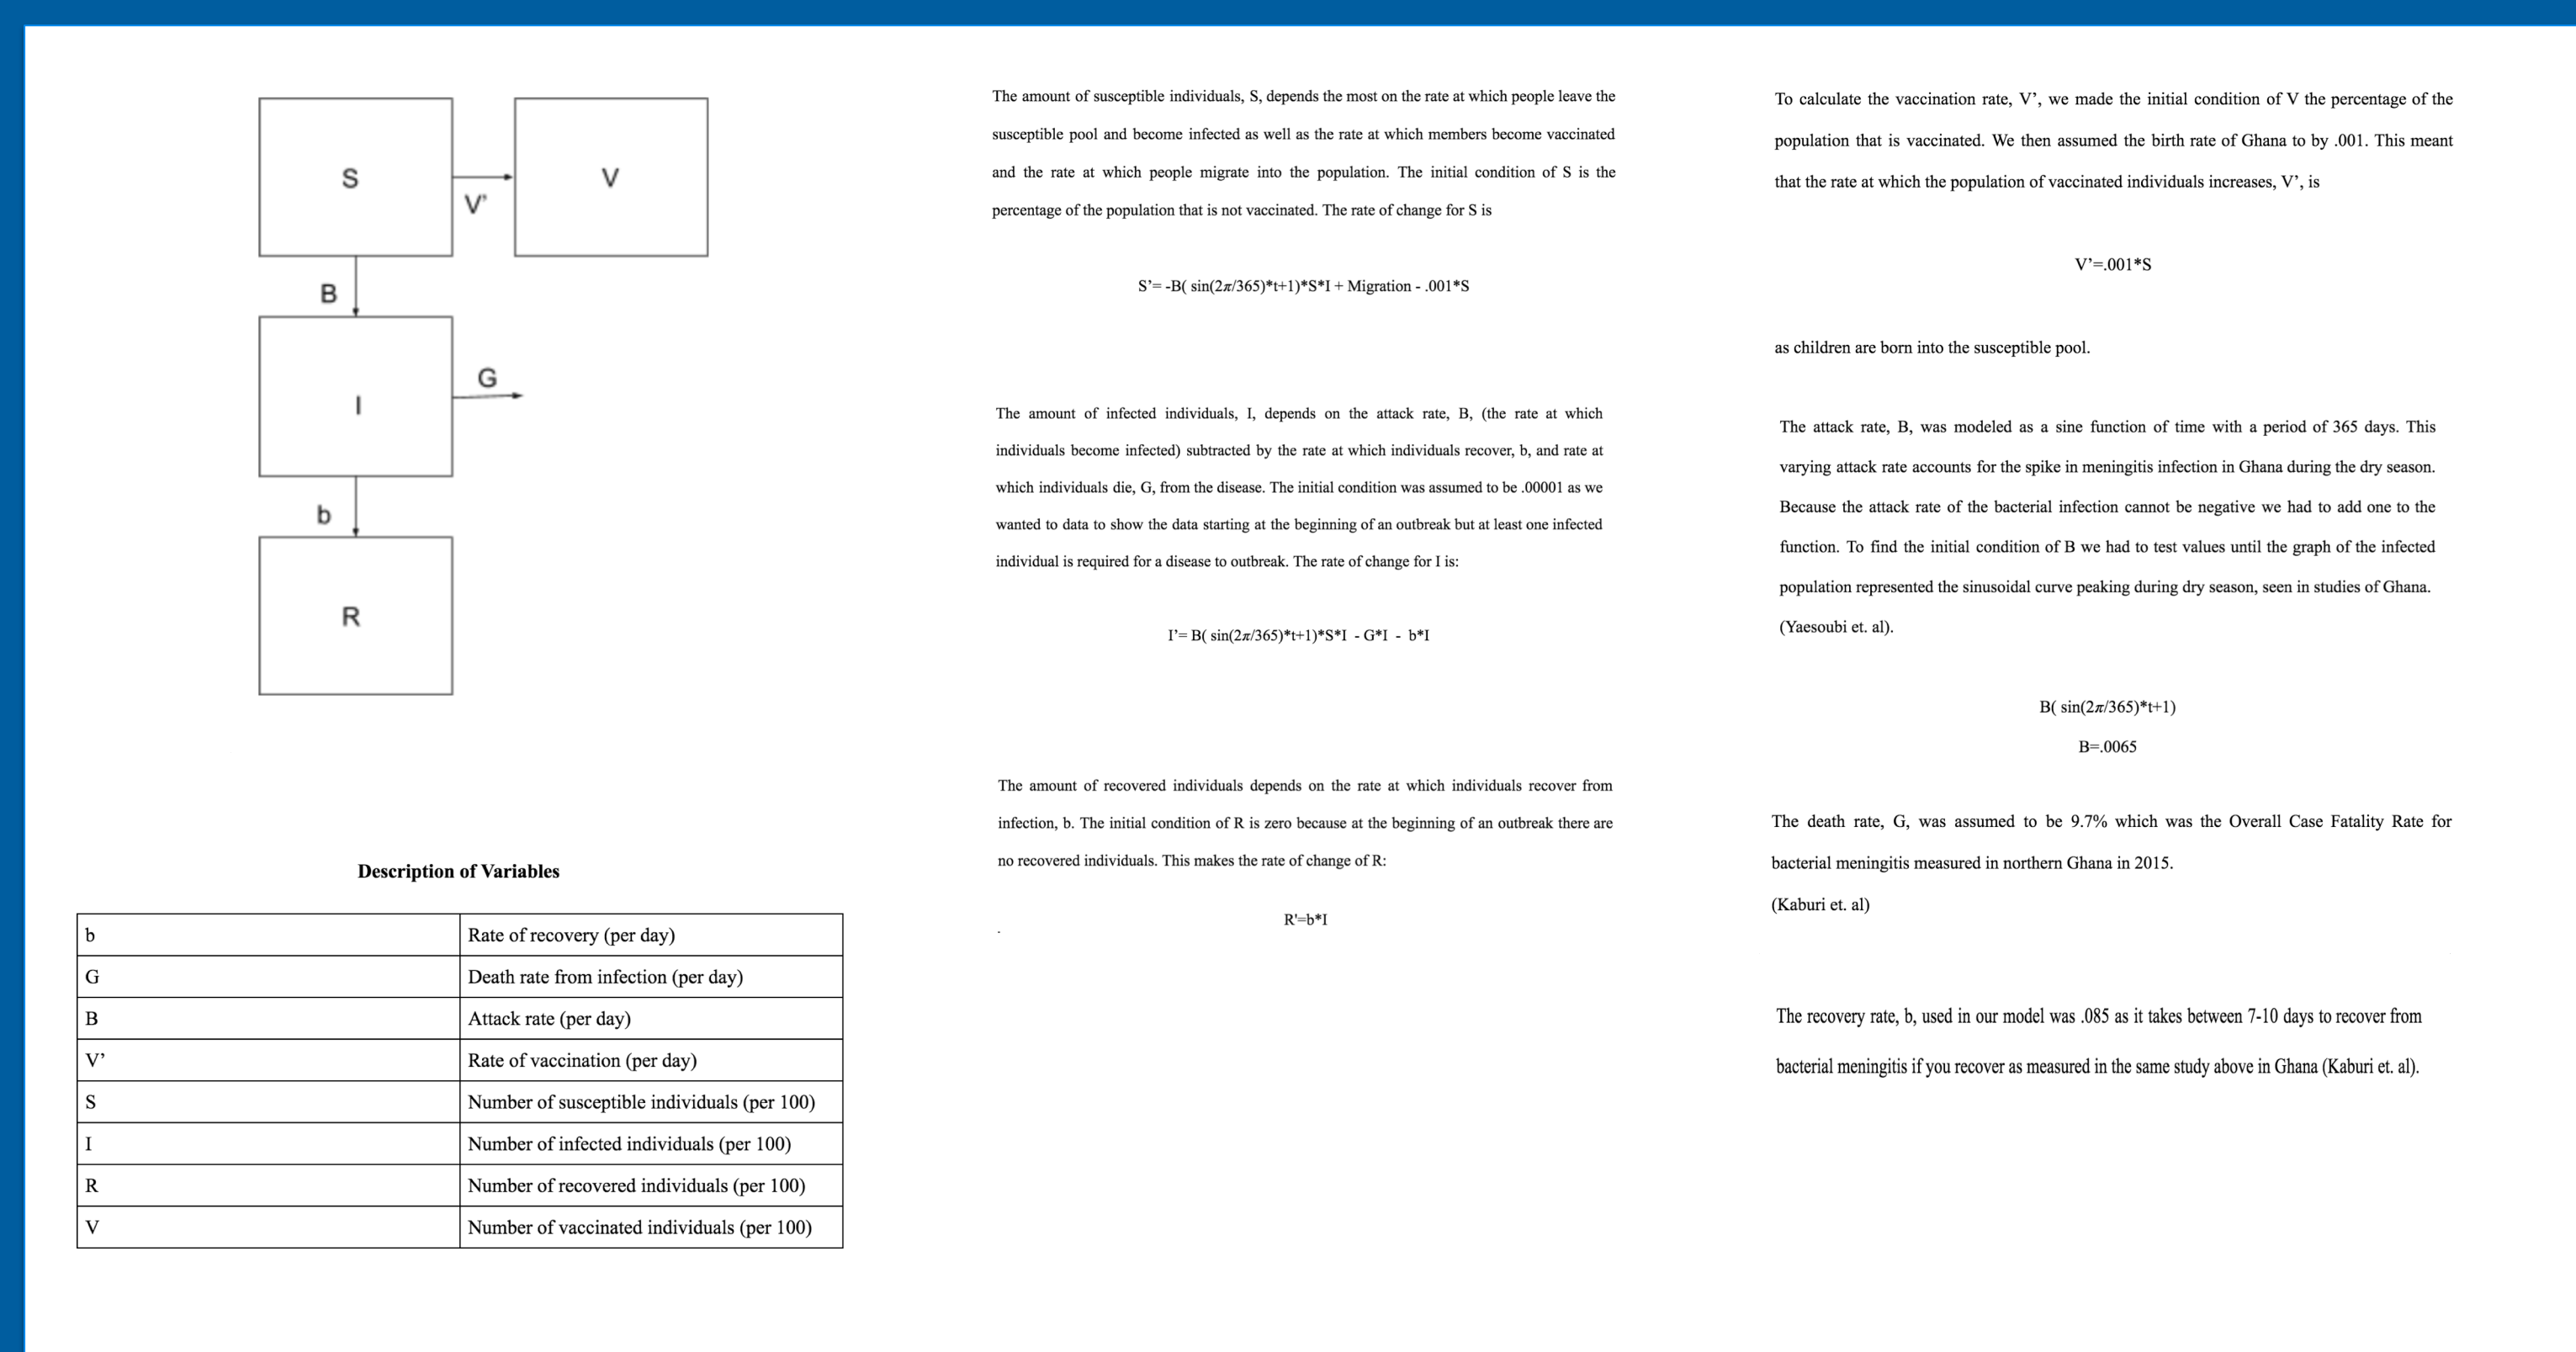 S
V
V’
B
I
G
b
R
Description of Variables
b Rate of recovery (per day)
G Death rate from infection (per day)
B Attack rate (per day)
V’ Rate of vaccination (per day)
S Number of susceptible individuals (per 100)
I Number of infected individuals (per 100)
R Number of recovered individuals (per 100)
V Number of vaccinated individuals (per 100)
The amount of susceptible individuals, S, depends the most on the rate at which people leave the
susceptible pool and become infected as well as the rate at which members become vaccinated
and the rate at which people migrate into the population. The initial condition of S is the
percentage of the population that is not vaccinated. The rate of change for S is
S’= -B( sin(2π/365)*t+1)*S*I + Migration - .001*S
The amount of infected individuals, I, depends on the attack rate, B, (the rate at which
individuals become infected) subtracted by the rate at which individuals recover, b, and rate at
which individuals die, G, from the disease. The initial condition was assumed to be .00001 as we
wanted to data to show the data starting at the beginning of an outbreak but at least one infected
individual is required for a disease to outbreak. The rate of change for I is:
I’= B( sin(2π/365)*t+1)*S*I - G*I - b*I
The amount of recovered individuals depends on the rate at which individuals recover from
infection, b. The initial condition of R is zero because at the beginning of an outbreak there are
no recovered individuals. This makes the rate of change of R:
R'=b*I
.
To calculate the vaccination rate, V’, we made the initial condition of V the percentage of the
population that is vaccinated. We then assumed the birth rate of Ghana to by .001. This meant
that the rate at which the population of vaccinated individuals increases, V’, is
V’=.001*S
as children are born into the susceptible pool.
The attack rate, B, was modeled as a sine function of time with a period of 365 days. This
varying attack rate accounts for the spike in meningitis infection in Ghana during the dry season.
Because the attack rate of the bacterial infection cannot be negative we had to add one to the
function. To find the initial condition of B we had to test values until the graph of the infected
population represented the sinusoidal curve peaking during dry season, seen in studies of Ghana.
(Yaesoubi et. al).
B( sin(2π/365)*t+1)
B=.0065
The death rate, G, was assumed to be 9.7% which was the Overall Case Fatality Rate for
bacterial meningitis measured in northern Ghana in 2015.
(Kaburi et. al)
The recovery rate, b, used in our model was .085 as it takes between 7-10 days to recover from
bacterial meningitis if you recover as measured in the same study above in Ghana (Kaburi et. al).